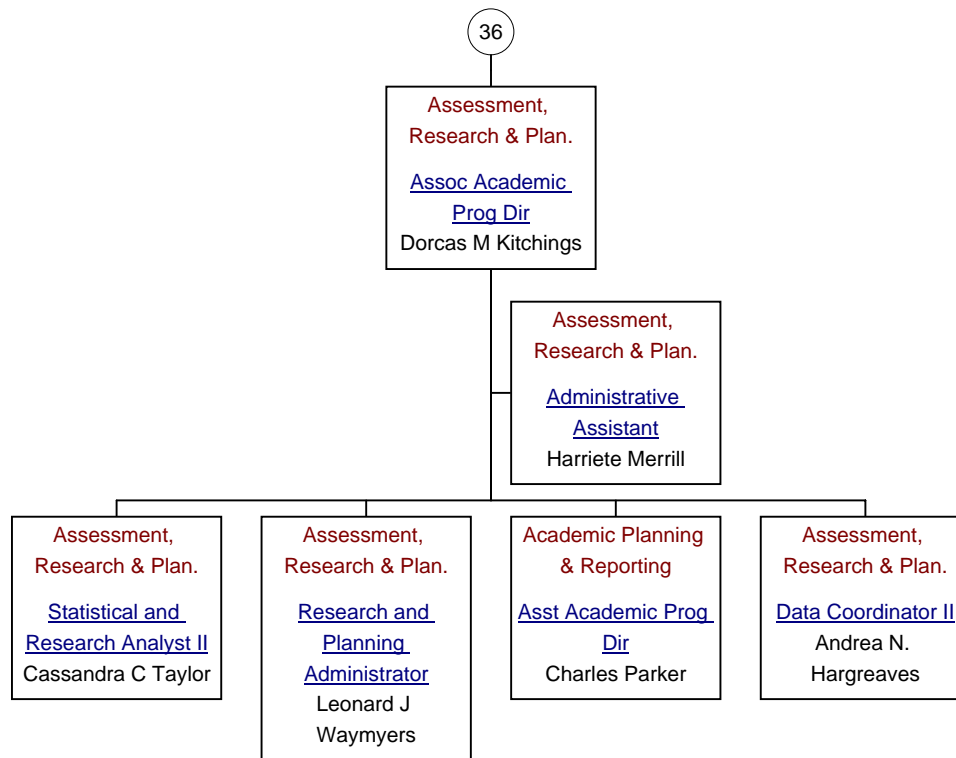 36
Assessment,
Research & Plan.
Assoc Academic
Prog Dir
Dorcas M Kitchings
Assessment,
Research & Plan.
Administrative
Assistant
Harriete Merrill
Assessment,
Research & Plan.
Statistical and
Research Analyst II
Cassandra C Taylor
Assessment,
Research & Plan.
Research and
Planning
Administrator
Leonard J
Waymyers
Academic Planning
& Reporting
Asst Academic Prog
Dir
Charles Parker
Assessment,
Research & Plan.
Data Coordinator II
Andrea N.
Hargreaves